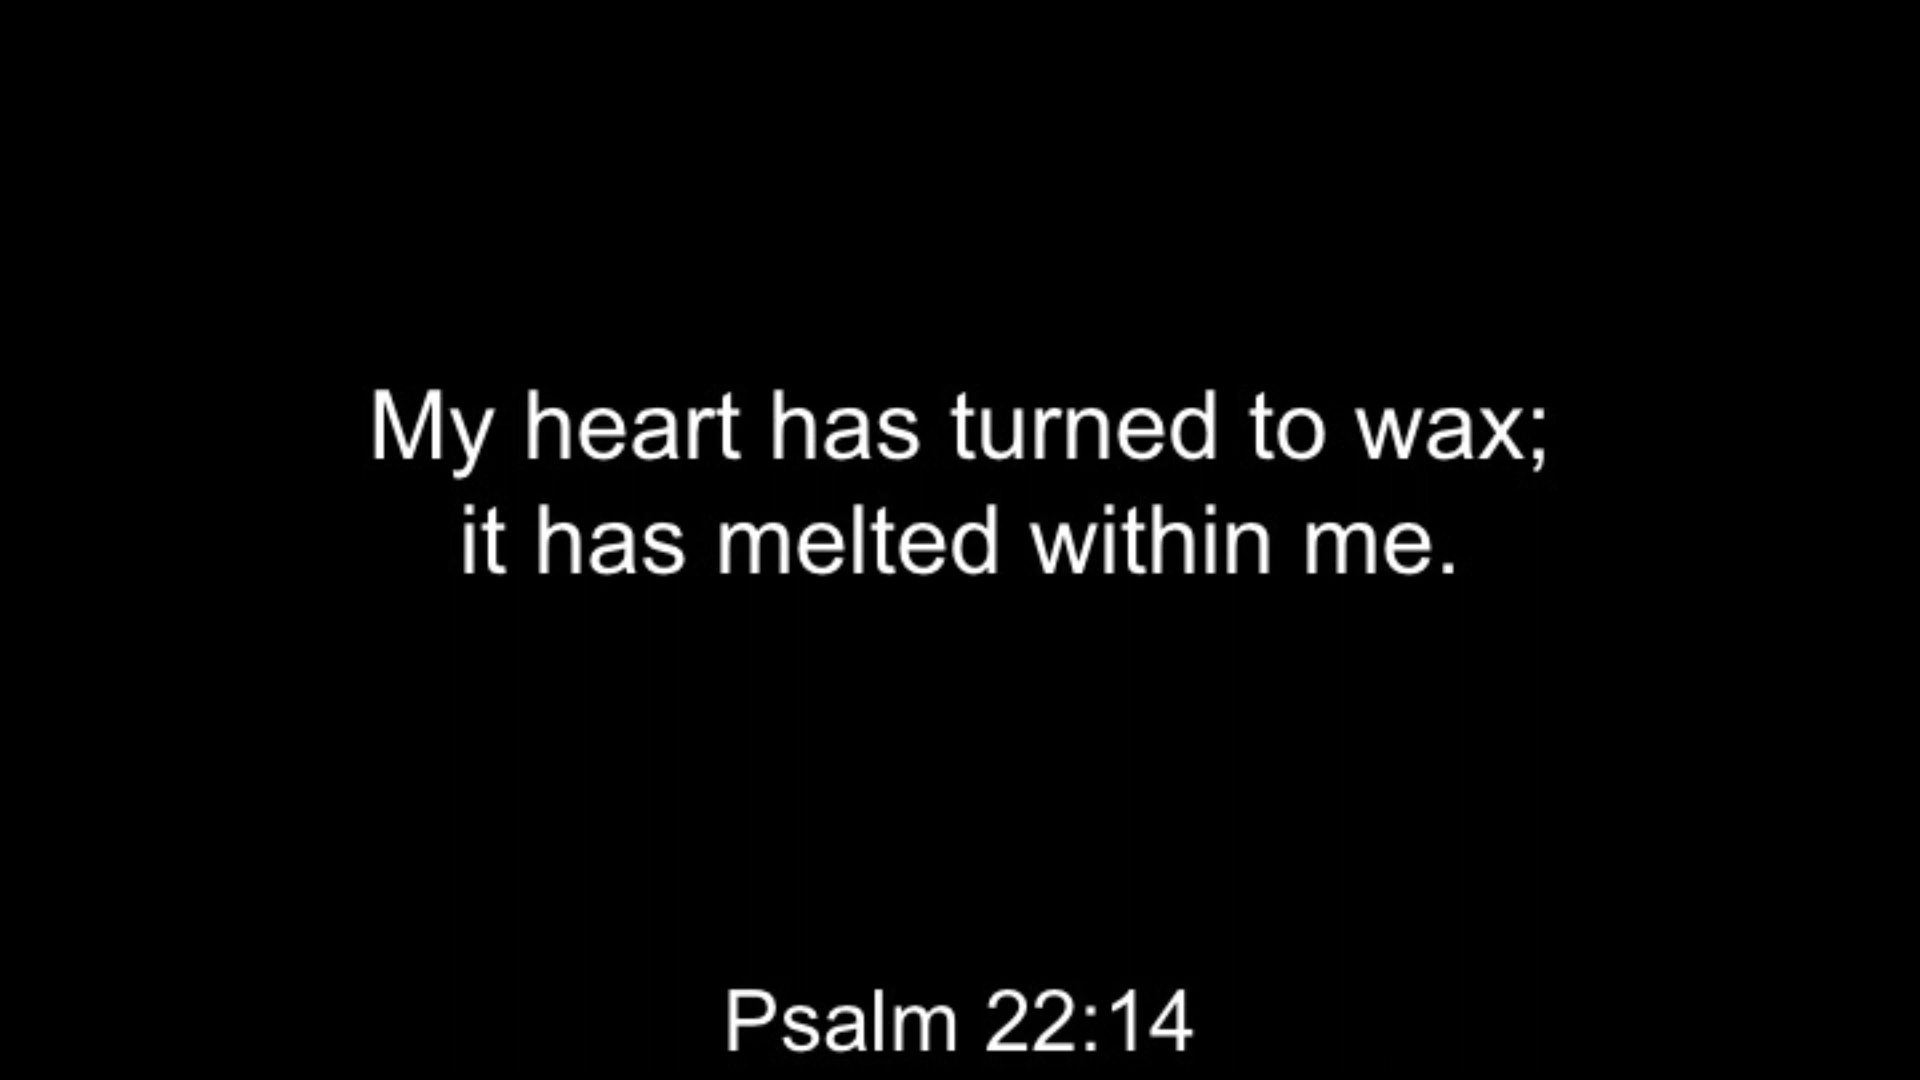 My heart has turned to wax;
it has melted within me.
Psalm 22:14